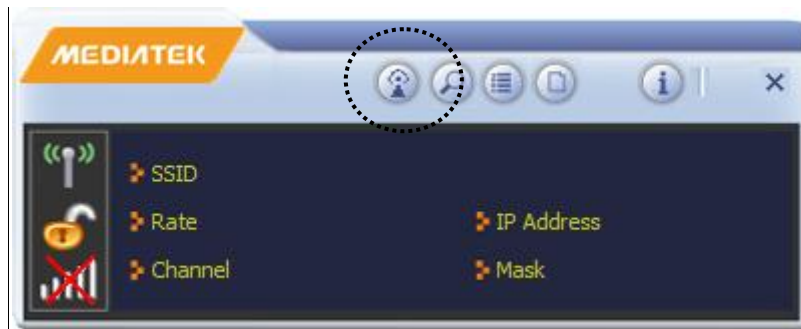 MEDIATEK
SSID
Rate
IP Address
Channel
Mask